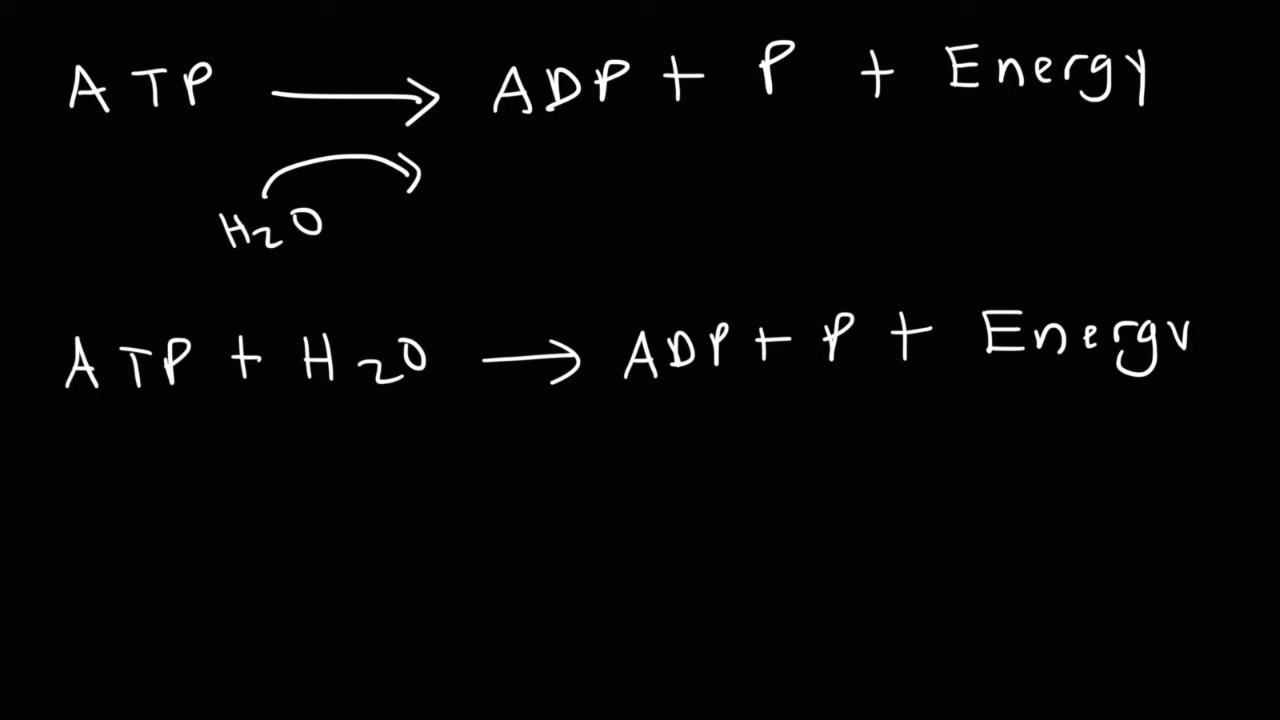 ATP → ADP + P + Energy
H₂O
ATP + H₂O → ADP + P + Energy